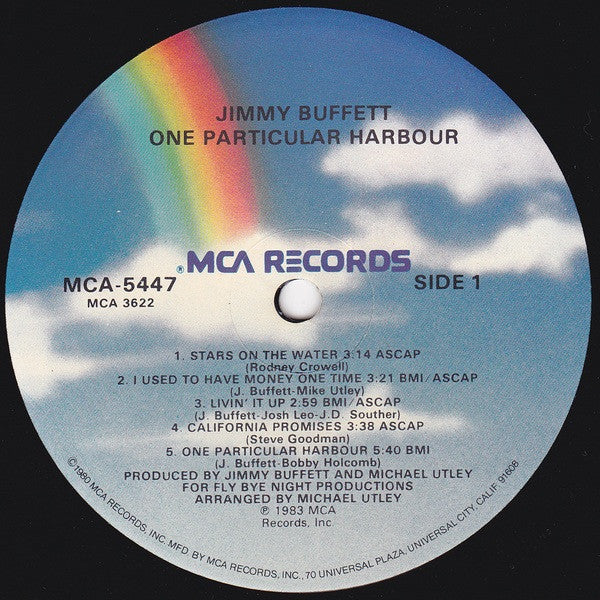 JIMMY BUFFETT
ONE PARTICULAR HARBOUR
®MCA RECORDS
MCA-5447
MCA 3622
SIDE 1
1. STARS ON THE WATER 3:14 ASCAP
(Rodney Crowell)
2. I USED TO HAVE MONEY ONE TIME 3:21 BMI/ASCAP
(J. Buffett-Mike Utley)
3. LIVIN' IT UP 2:59 BMI/ASCAP
(J. Buffett-Josh Leo-J.D. Souther)
4. CALIFORNIA PROMISES 3:38 ASCAP
(Steve Goodman)
5. ONE PARTICULAR HARBOUR 5:40 BMI
(J. Buffett-Bobby Holcomb)
PRODUCED BY JIMMY BUFFETT AND MICHAEL UTLEY
FOR FLY BYE NIGHT PRODUCTIONS
ARRANGED BY MICHAEL UTLEY
℗ 1983 MCA
Records, Inc
©1980 MCA RECORDS, INC. MFD. BY MCA RECORDS, INC., 70 UNIVERSAL PLAZA, UNIVERSAL CITY, CALIF. 91608